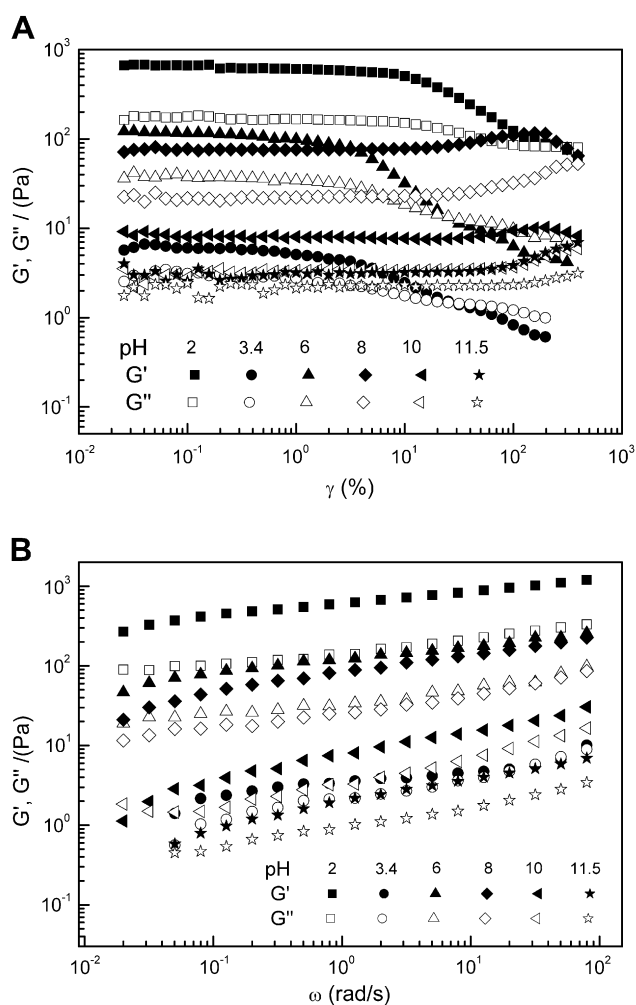 A
10³
10²
10¹
10⁰
10⁻¹
G', G'' / (Pa)
pH 2 3.4 6 8 10 11.5
G'
G''
10⁻² 10⁻¹ 10⁰ 10¹ 10² 10³
γ (%)
B
10³
10²
10¹
10⁰
10⁻¹
G', G'' /(Pa)
pH 2 3.4 6 8 10 11.5
G'
G''
10⁻² 10⁻¹ 10⁰ 10¹ 10²
ω (rad/s)